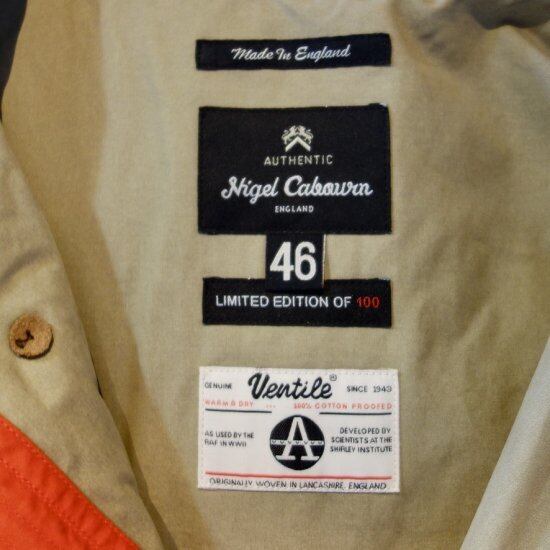 Made In England
AUTHENTIC
Nigel Cabourn
ENGLAND
46
LIMITED EDITION OF 100
GENUINE Ventile® SINCE 1943
WARM & DRY ... 100% COTTON PROOFED
AS USED BY THE
RAF IN WWII
A
DEVELOPED BY
SCIENTISTS AT THE
SHIRLEY INSTITUTE
ORIGINALLY WOVEN IN LANCASHIRE, ENGLAND